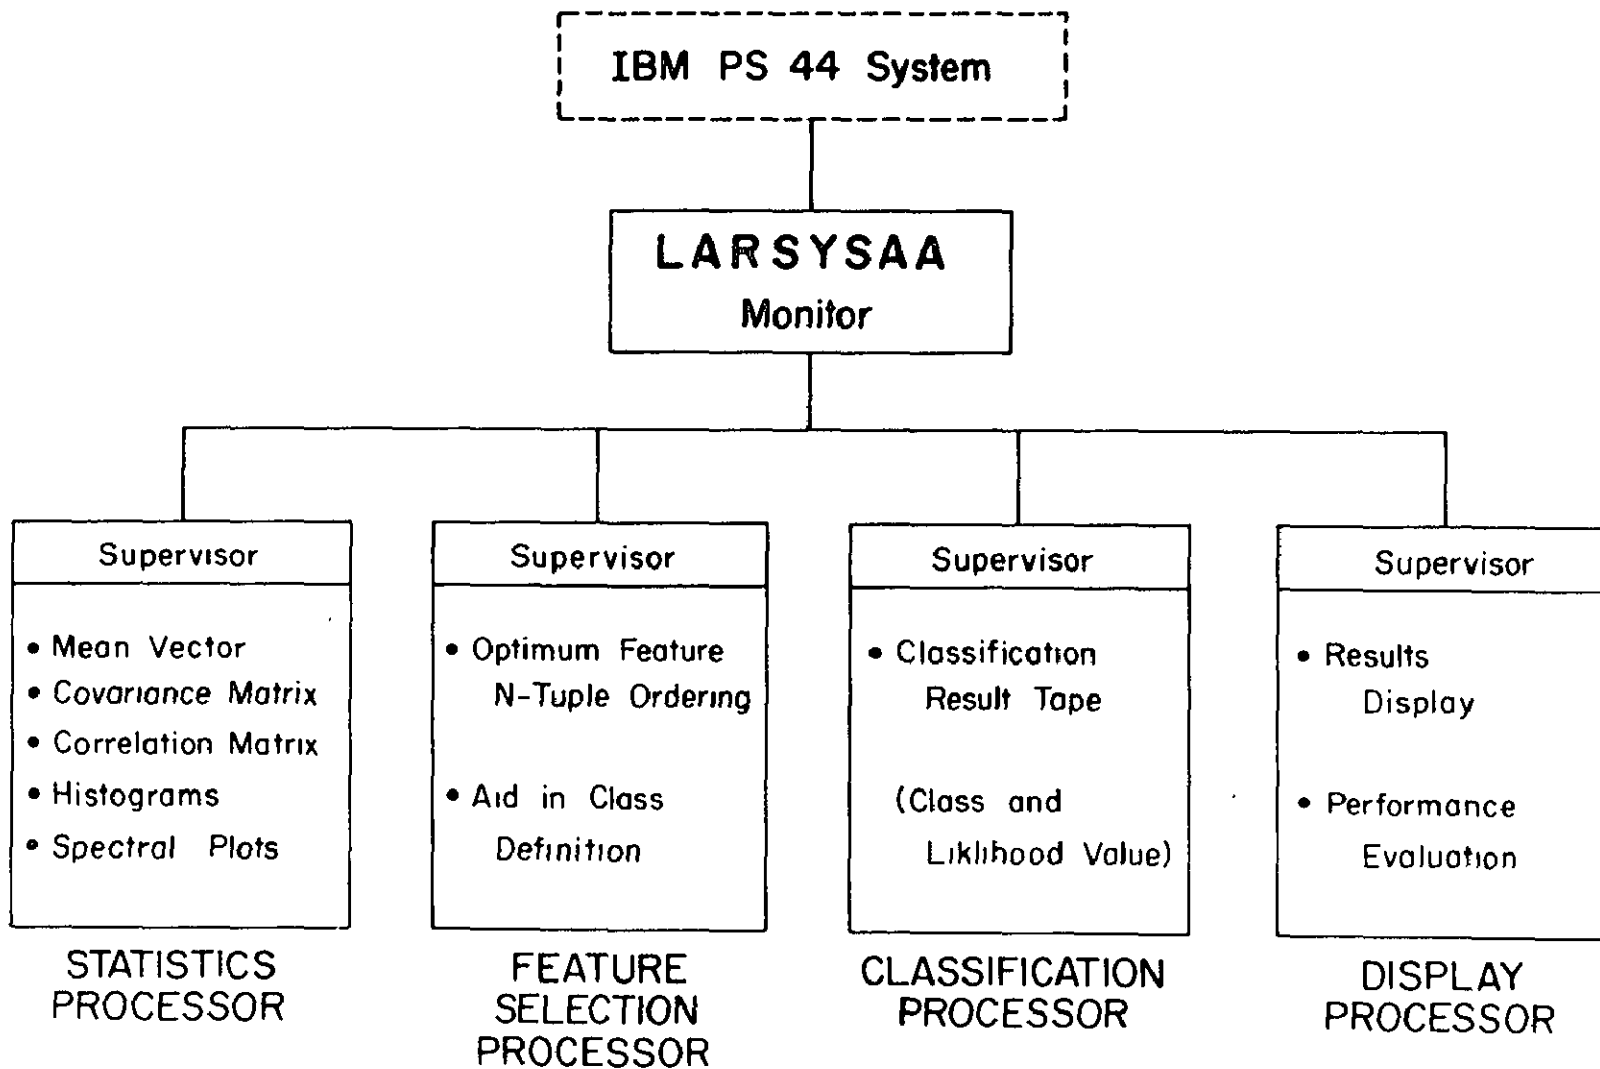 IBM PS 44 System
LARSYSAA
Monitor
Supervisor
• Mean Vector
• Covariance Matrix
• Correlation Matrix
• Histograms
• Spectral Plots
STATISTICS
PROCESSOR
Supervisor
• Optimum Feature
N-Tuple Ordering
• Aid in Class
Definition
FEATURE
SELECTION
PROCESSOR
Supervisor
• Classification
Result Tape
(Class and
Liklihood Value)
CLASSIFICATION
PROCESSOR
Supervisor
• Results
Display
• Performance
Evaluation
DISPLAY
PROCESSOR